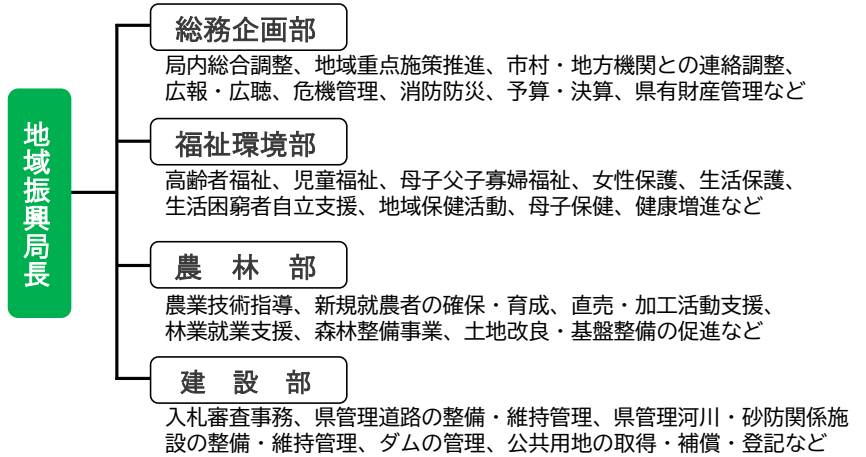 地域振興局長
総務企画部
局内総合調整、地域重点施策推進、市村・地方機関との連絡調整、
広報・広聴、危機管理、消防防災、予算・決算、県有財産管理など
福祉環境部
高齢者福祉、児童福祉、母子父子寡婦福祉、女性保護、生活保護、
生活困窮者自立支援、地域保健活動、母子保健、健康増進など
農　林　部
農業技術指導、新規就農者の確保・育成、直売・加工活動支援、
林業就業支援、森林整備事業、土地改良・基盤整備の促進など
建　設　部
入札審査事務、県管理道路の整備・維持管理、県管理河川・砂防関係施
設の整備・維持管理、ダムの管理、公共用地の取得・補償・登記など